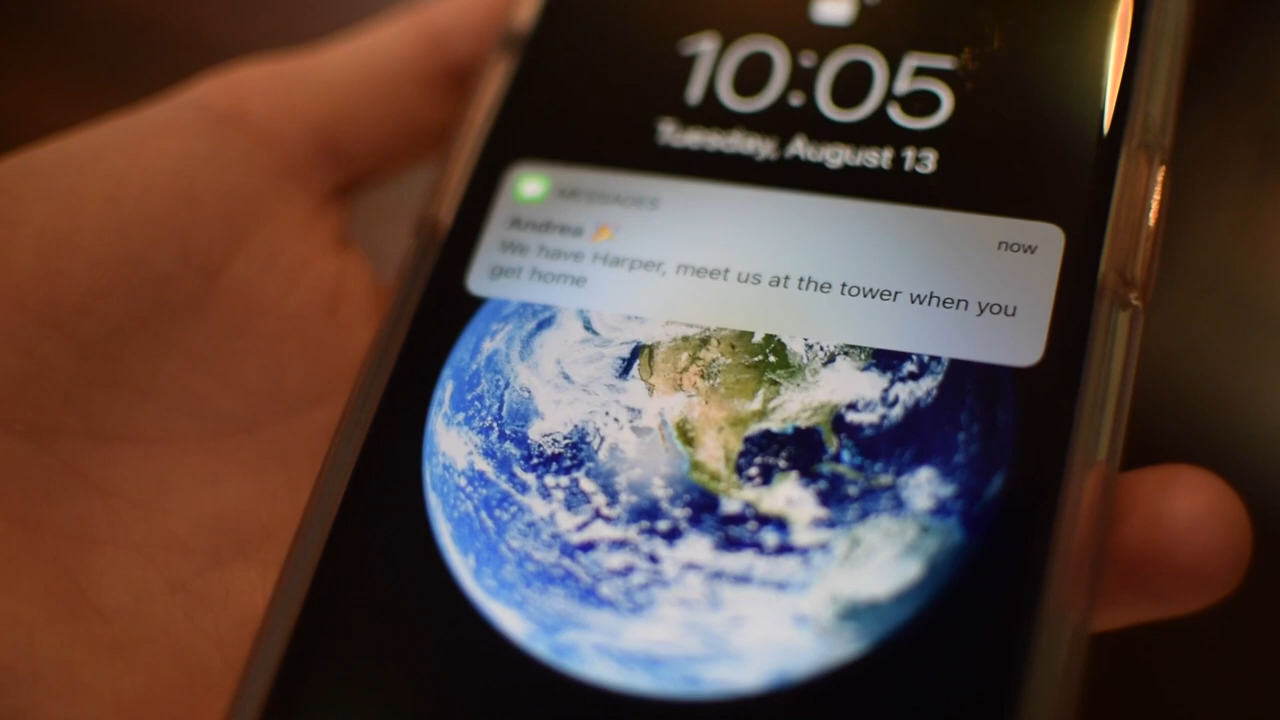 10:05
Tuesday, August 13
MESSAGES
now
Andrea 🎉
We have Harper, meet us at the tower when you
get home